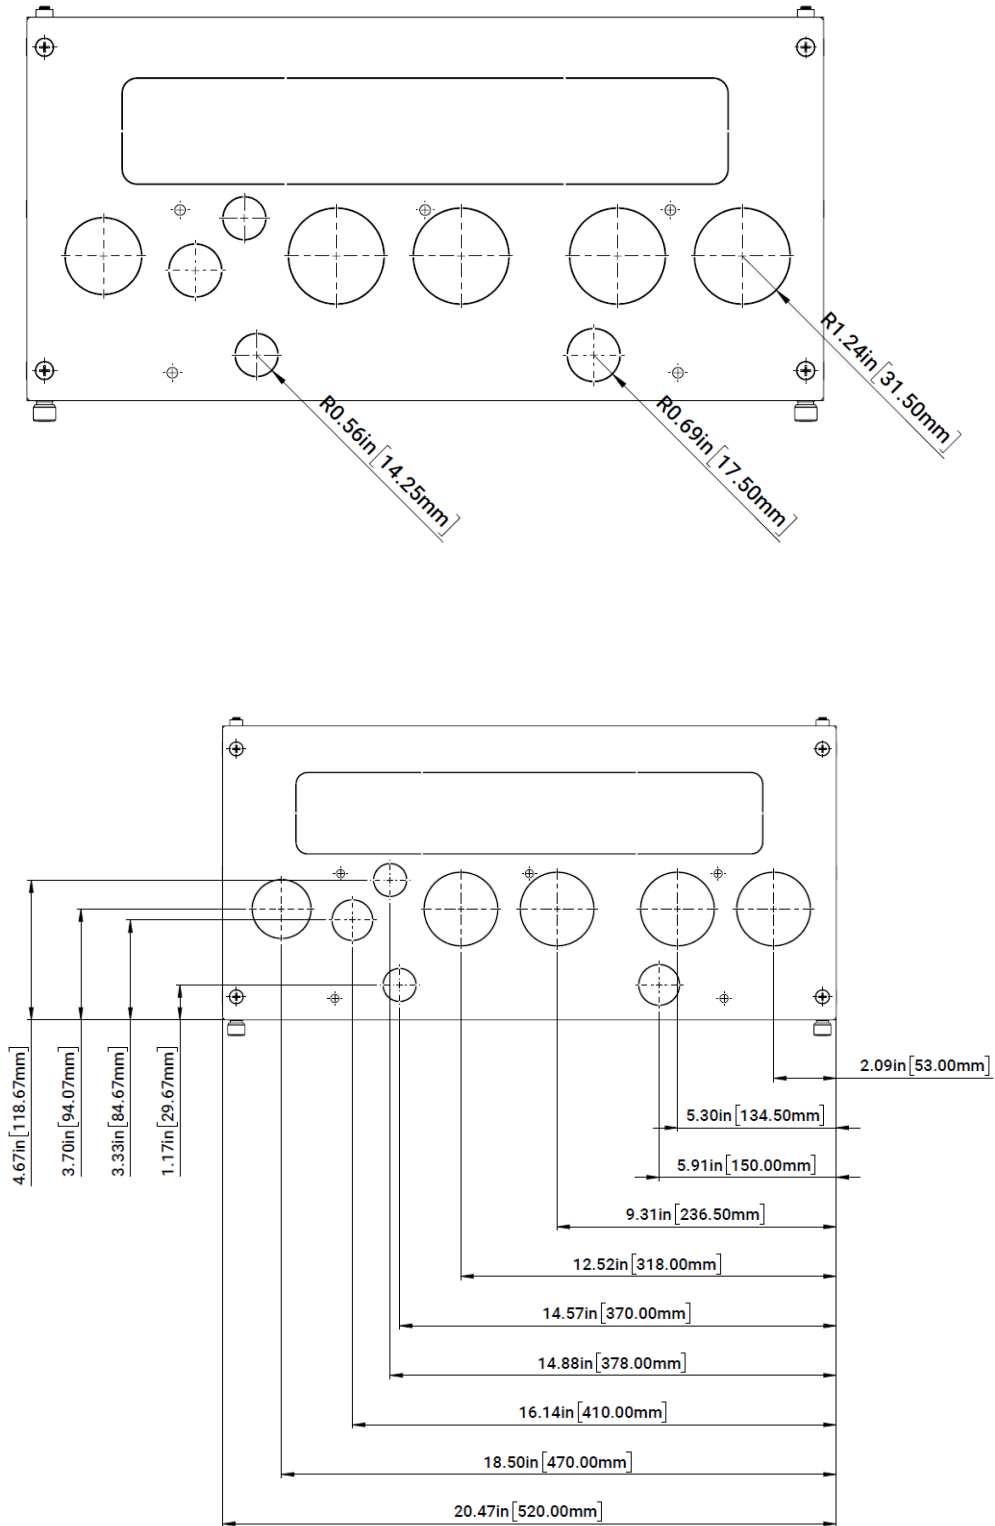 R1.24in [31.50mm]
R0.56in [14.25mm]
R0.69in [17.50mm]
4.67in [118.67mm]
3.70in [94.07mm]
3.33in [84.67mm]
1.17in [29.67mm]
2.09in [53.00mm]
5.30in [134.50mm]
5.91in [150.00mm]
9.31in [236.50mm]
12.52in [318.00mm]
14.57in [370.00mm]
14.88in [378.00mm]
16.14in [410.00mm]
18.50in [470.00mm]
20.47in [520.00mm]